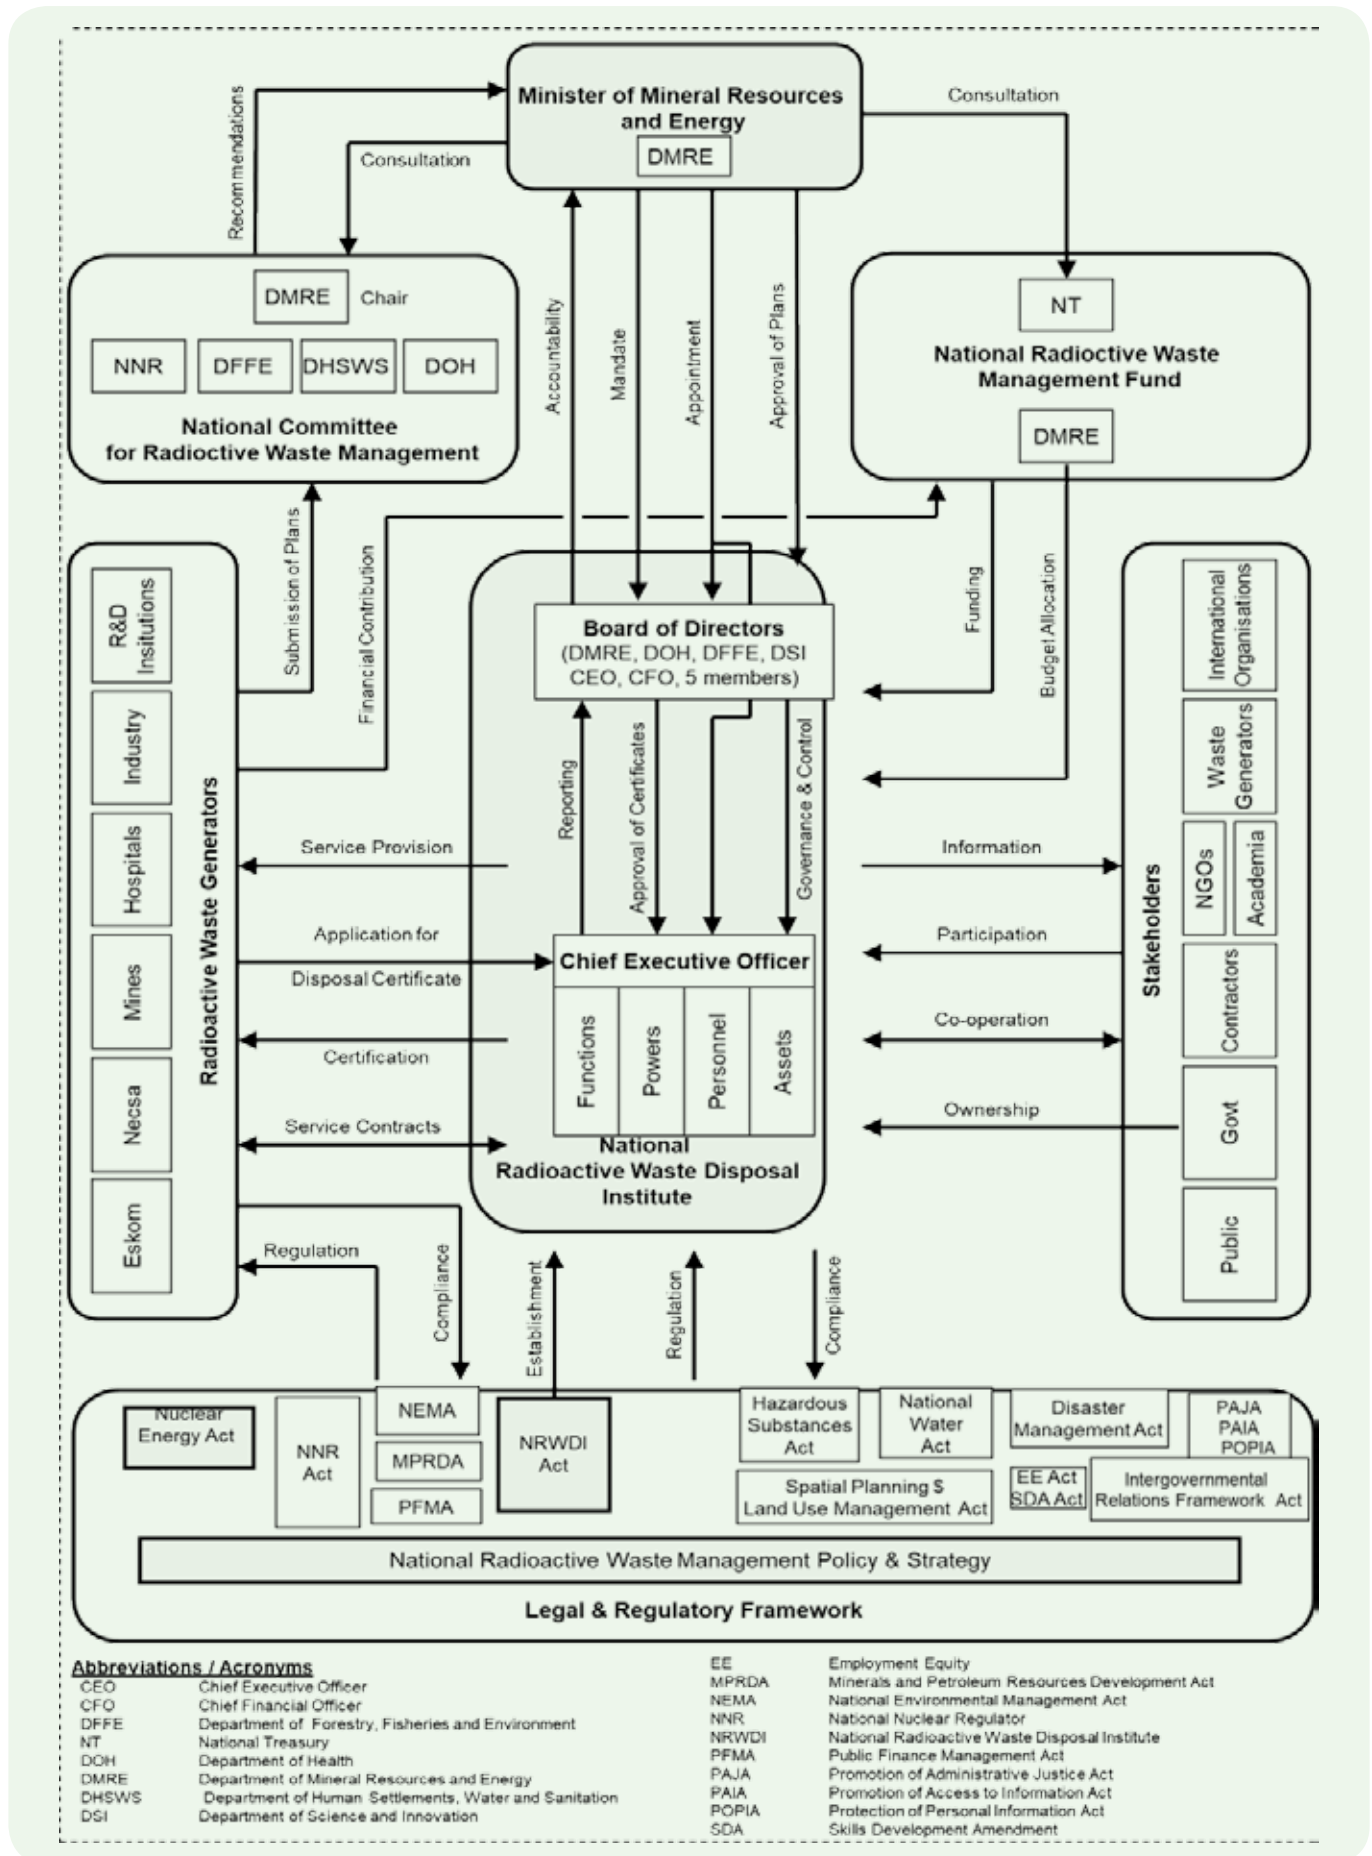 Minister of Mineral Resources
and Energy
DMRE
Recommendations
Consultation
Consultation
DMRE
Chair
NNR
DFFE
DHSWS
DOH
National Committee
for Radioctive Waste Management
Accountability
Mandate
Appointment
Approval of Plans
NT
National Radioctive Waste
Management Fund
DMRE
Submission of Plans
Financial Contribution
Funding
Budget Allocation
R&D
Insitutions
Industry
Hospitals
Mines
Necsa
Eskom
Radioactive Waste Generators
Board of Directors
(DMRE, DOH, DFFE, DSI
CEO, CFO, 5 members)
Reporting
Approval of Certificates
Governance & Control
Service Provision
Application for
Disposal Certificate
Certification
Service Contracts
Chief Executive Officer
Functions
Powers
Personnel
Assets
National
Radioactive Waste Disposal
Institute
Information
Participation
Co-operation
Ownership
International
Organisations
Waste
Generators
NGOs
Academia
Contractors
Govt
Public
Stakeholders
Regulation
Compliance
Establishment
Regulation
Compliance
Nuclear
Energy Act
NNR
Act
NEMA
MPRDA
PFMA
NRWDI
Act
Hazardous
Substances
Act
National
Water
Act
Disaster
Management Act
PAJA
PAIA
POPIA
Spatial Planning $
Land Use Management Act
EE Act
SDA Act
Intergovernmental
Relations Framework Act
National Radioactive Waste Management Policy & Strategy
Legal & Regulatory Framework
Abbreviations / Acronyms
CEO Chief Executive Officer
CFO Chief Financial Officer
DFFE Department of Forestry, Fisheries and Environment
NT National Treasury
DOH Department of Health
DMRE Department of Mineral Resources and Energy
DHSWS Department of Human Settlements, Water and Sanitation
DSI Department of Science and Innovation
EE Employment Equity
MPRDA Minerals and Petroleum Resources Development Act
NEMA National Environmental Management Act
NNR National Nuclear Regulator
NRWDI National Radioactive Waste Disposal Institute
PFMA Public Finance Management Act
PAJA Promotion of Administrative Justice Act
PAIA Promotion of Access to Information Act
POPIA Protection of Personal Information Act
SDA Skills Development Amendment